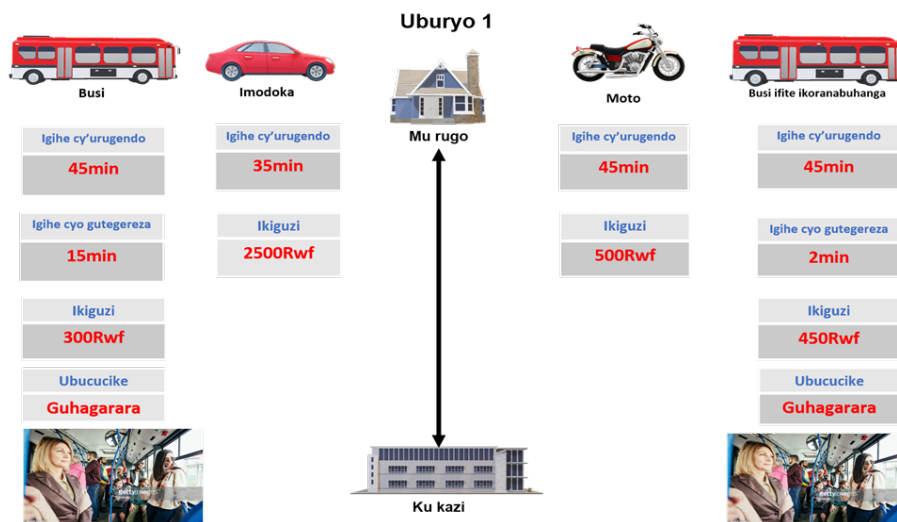 Uburyo 1
Busi
Igihe cy'urugendo
45min
Igihe cyo gutegereza
15min
Ikiguzi
300Rwf
Ubucucike
Guhagarara
gettyimages
Imodoka
Igihe cy'urugendo
35min
Ikiguzi
2500Rwf
Mu rugo
Ku kazi
Moto
Igihe cy'urugendo
45min
Ikiguzi
500Rwf
Busi ifite ikoranabuhanga
Igihe cy'urugendo
45min
Igihe cyo gutegereza
2min
Ikiguzi
450Rwf
Ubucucike
Guhagarara
gettyimages